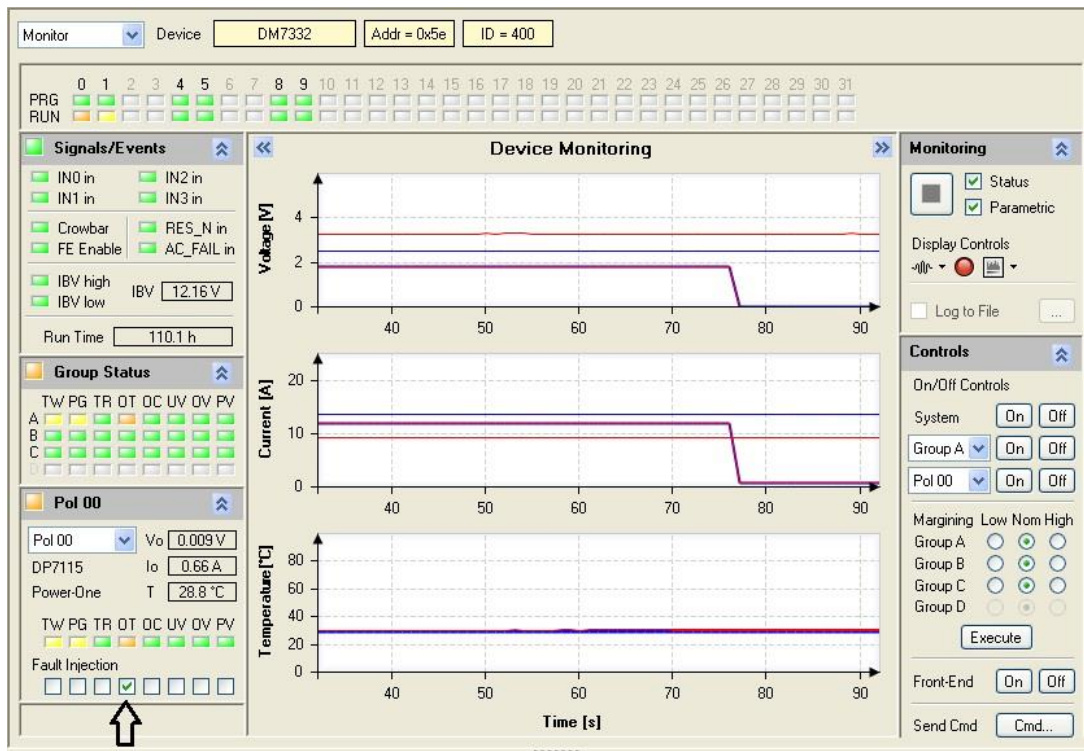 Monitor Device DM7332 Addr = 0x5e ID = 400
0 1 2 3 4 5 6 7 8 9 10 11 12 13 14 15 16 17 18 19 20 21 22 23 24 25 26 27 28 29 30 31
PRG
RUN
Signals/Events
IN0 in IN2 in
IN1 in IN3 in
Crowbar RES_N in
FE Enable AC_FAIL in
IBV high
IBV low
IBV 12.16 V
Run Time 110.1 h
Group Status
TW PG TR OT OC UV OV PV
A
B
C
D
Pol 00
Pol 00 Vo 0.009 V
DP7115 Io 0.66 A
Power-One T 28.8 °C
TW PG TR OT OC UV OV PV
Fault Injection
Device Monitoring
Voltage [V]
4
2
0
40 50 60 70 80 90
Current [A]
20
10
0
40 50 60 70 80 90
Temperature [°C]
80
60
40
20
0
40 50 60 70 80 90
Time [s]
Monitoring
Status
Parametric
Display Controls
Log to File ...
Controls
On/Off Controls
System On Off
Group A On Off
Pol 00 On Off
Margining Low Nom High
Group A
Group B
Group C
Group D
Execute
Front-End On Off
Send Cmd Cmd...